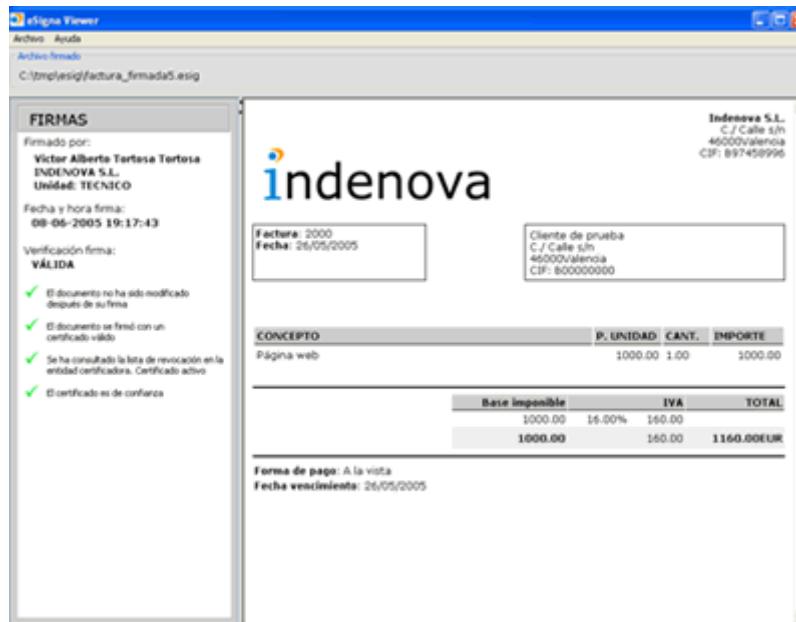 eSigna Viewer
Archivo Ayuda
Archivo firmado
C:\tmp\esig\factura_firmada5.esig
FIRMAS
Firmado por:
Victor Alberto Tortosa Tortosa
INDENOVA S.L.
Unidad: TECNICO
Fecha y hora firma:
08-06-2005 19:17:43
Verificación firma:
VÁLIDA
El documento no ha sido modificado
después de su firma
El documento se firmó con un
certificado válido
Se ha consultado la lista de revocación en la
entidad certificadora. Certificado activo
El certificado es de confianza
Indenova S.L.
C./ Calle s/n
46000Valencia
CIF: B97458996
indenova
Factura: 2000
Fecha: 26/05/2005
Cliente de prueba
C./ Calle s/n
46000Valencia
CIF: B00000000
CONCEPTO P. UNIDAD CANT. IMPORTE
Página web 1000.00 1.00 1000.00
Base imponible IVA TOTAL
1000.00 16.00% 160.00
1000.00 160.00 1160.00EUR
Forma de pago: A la vista
Fecha vencimiento: 26/05/2005